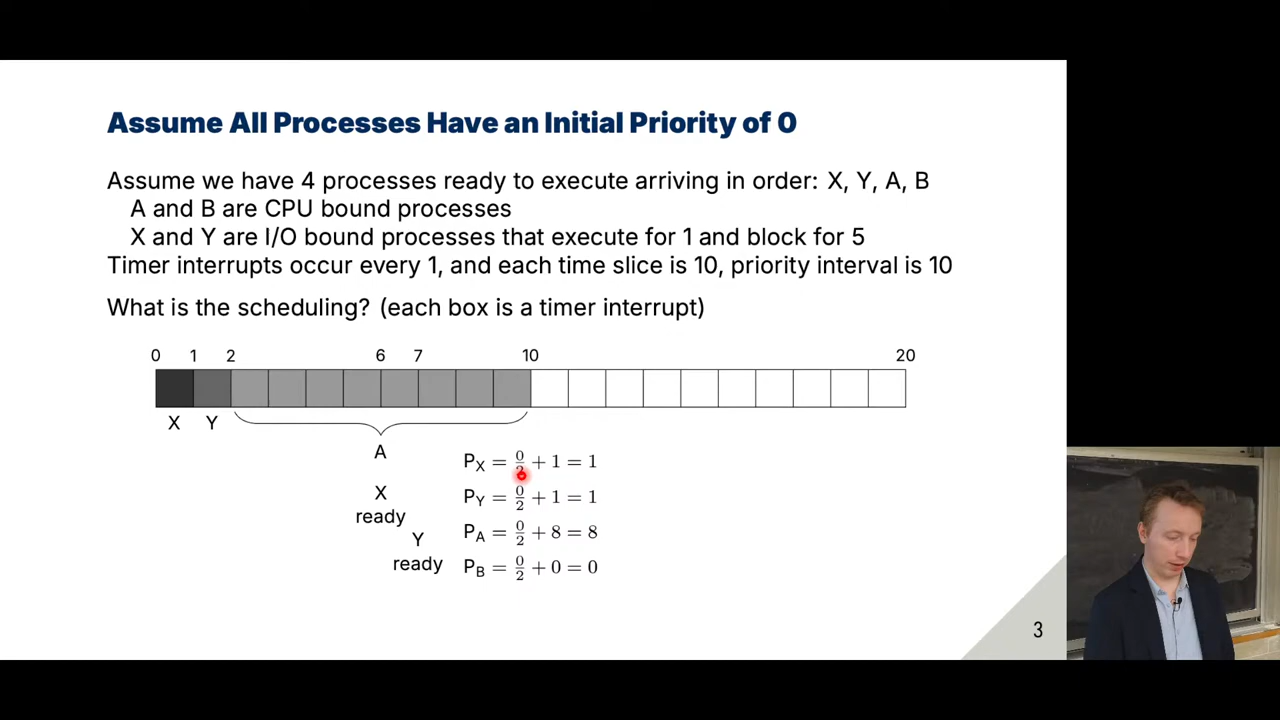 Assume All Processes Have an Initial Priority of 0
Assume we have 4 processes ready to execute arriving in order: X, Y, A, B
A and B are CPU bound processes
X and Y are I/O bound processes that execute for 1 and block for 5
Timer interrupts occur every 1, and each time slice is 10, priority interval is 10
What is the scheduling? (each box is a timer interrupt)
0 1 2 6 7 10 20
X Y
A
X
ready
Y
ready
P_X = 0/2 + 1 = 1
P_Y = 0/2 + 1 = 1
P_A = 0/2 + 8 = 8
P_B = 0/2 + 0 = 0
3